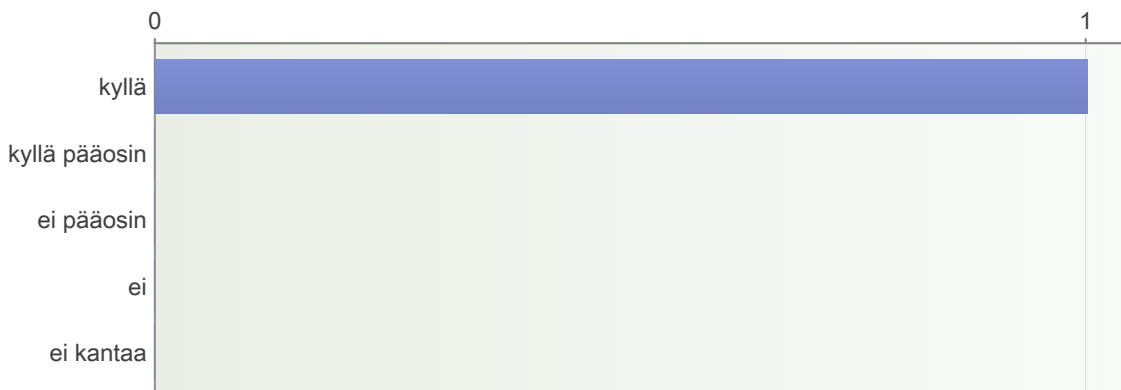 0 1
kyllä
kyllä pääosin
ei pääosin
ei
ei kantaa